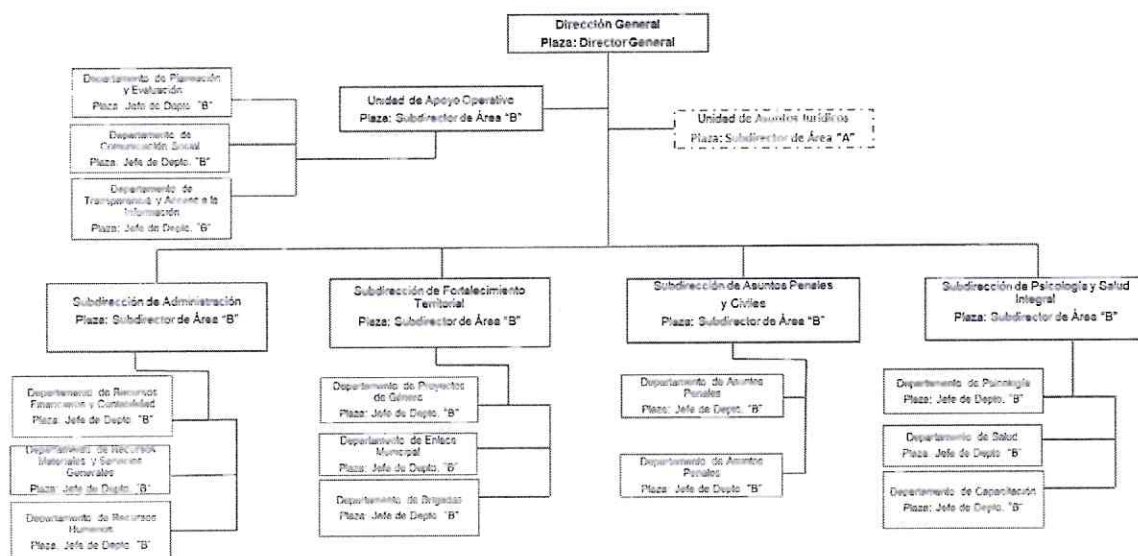 Dirección General
Plaza: Director General
Departamento de Planeación
y Evaluación
Plaza: Jefe de Depto. "B"
Unidad de Apoyo Operativo
Plaza: Subdirector de Área "B"
Unidad de Asuntos Jurídicos
Plaza: Subdirector de Área "A"
Departamento de
Comunicación Social
Plaza: Jefe de Depto. "B"
Departamento de
Transparencia y Acceso a la
Información
Plaza: Jefe de Depto. "B"
Subdirección de Administración
Plaza: Subdirector de Área "B"
Subdirección de Fortalecimiento
Territorial
Plaza: Subdirector de Área "B"
Subdirección de Asuntos Penales
y Civiles
Plaza: Subdirector de Área "B"
Subdirección de Psicología y Salud
Integral
Plaza: Subdirector de Área "B"
Departamento de Recursos
Financieros y Contabilidad
Plaza: Jefe de Depto "B"
Departamento de Recursos
Materiales y Servicios
Generales
Plaza: Jefe de Depto. "B"
Departamento de Recursos
Humanos
Plaza: Jefe de Depto. "B"
Departamento de Proyectos
de Género
Plaza: Jefe de Depto. "B"
Departamento de Enlace
Municipal
Plaza: Jefe de Depto. "B"
Departamento de Brigadas
Plaza: Jefe de Depto. "B"
Departamento de Asuntos
Penales
Plaza: Jefe de Depto. "B"
Departamento de Asuntos
Penales
Plaza: Jefe de Depto. "B"
Departamento de Psicología
Plaza: Jefe de Depto. "B"
Departamento de Salud
Plaza: Jefe de Depto "B"
Departamento de Capacitación
Plaza: Jefe de Depto. "B"